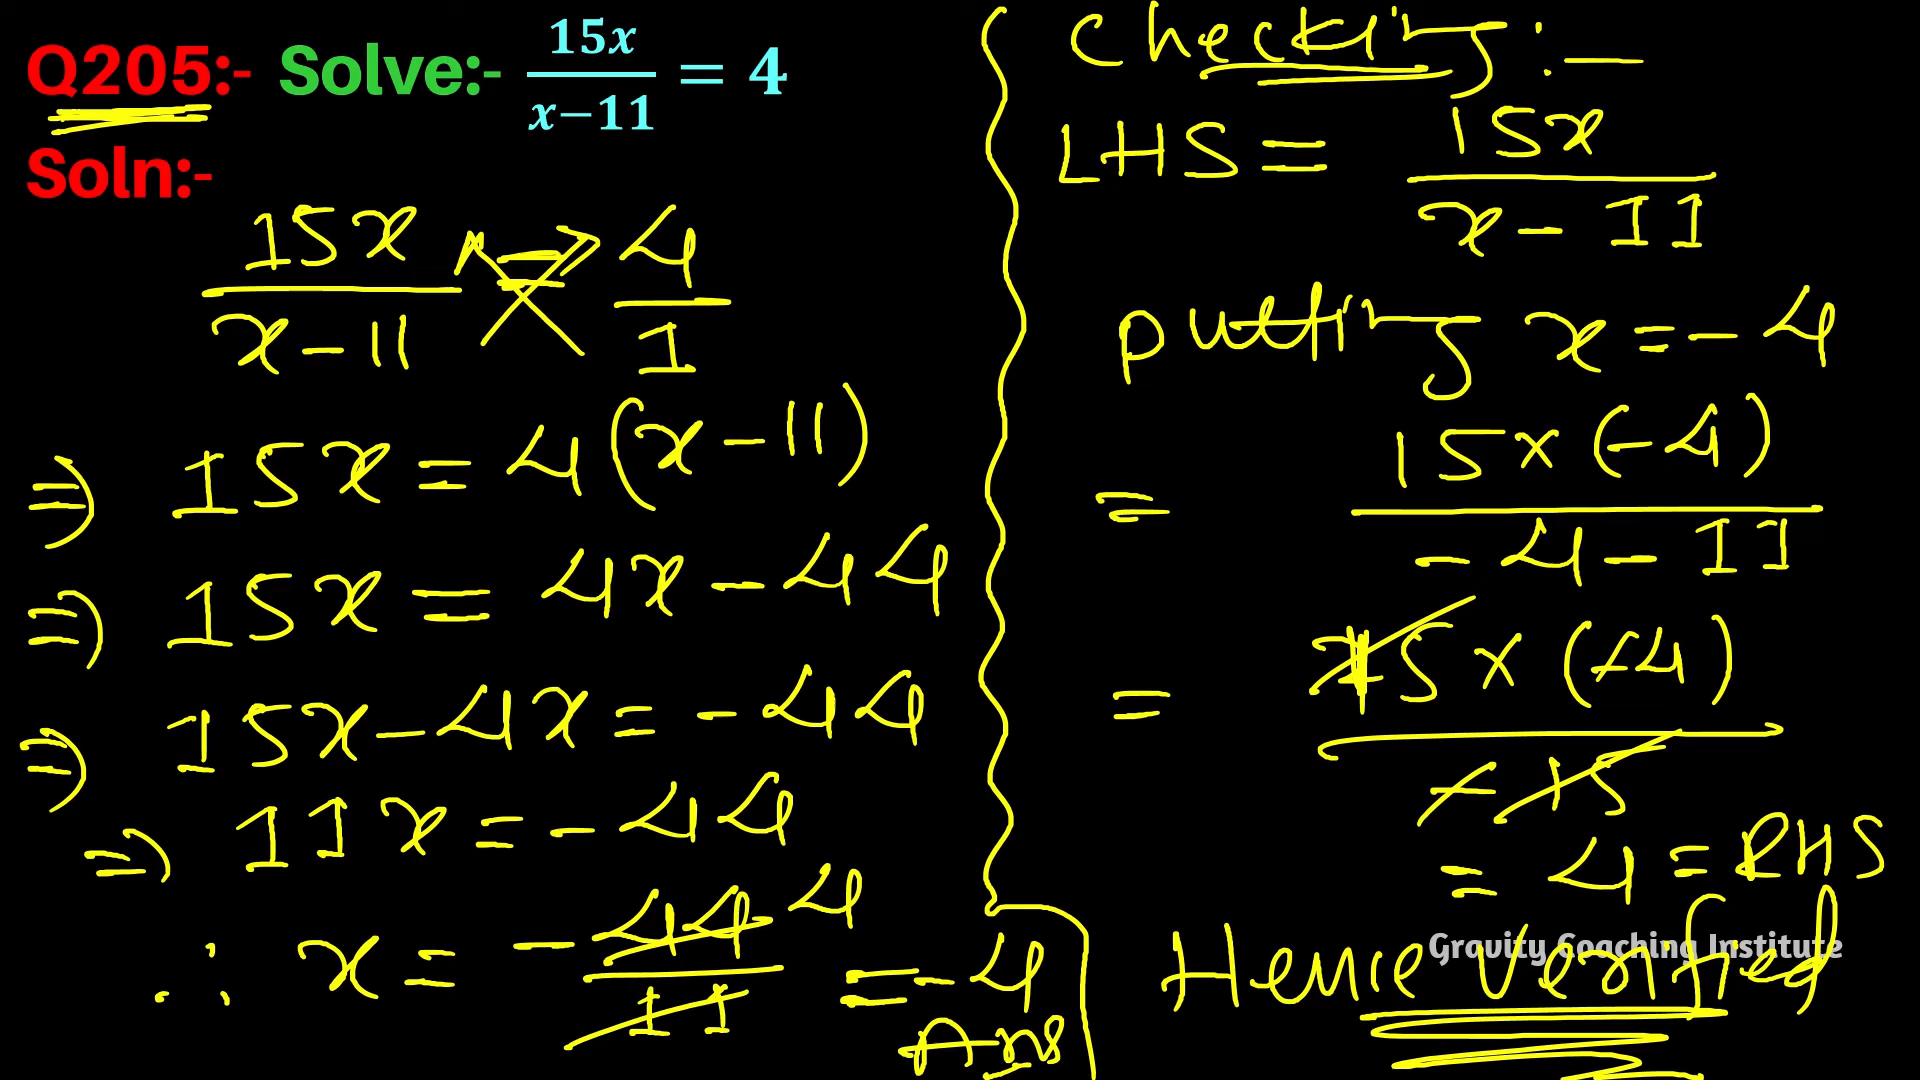 Q205:- Solve:- 15x/(x-11) = 4
Soln:-
15x/(x-11) = 4/1
⇒ 15x = 4(x-11)
⇒ 15x = 4x-44
⇒ 15x-4x = -44
⇒ 11x = -44
∴ x = -44/11 4 = -4
Ans
Checking:-
LHS = 15x/(x-11)
putting x = -4
= 15×(-4)/(-4-11)
= 15×(-4)/(-15)
= 4 = RHS
Hence Verified
Gravity Coaching Institute